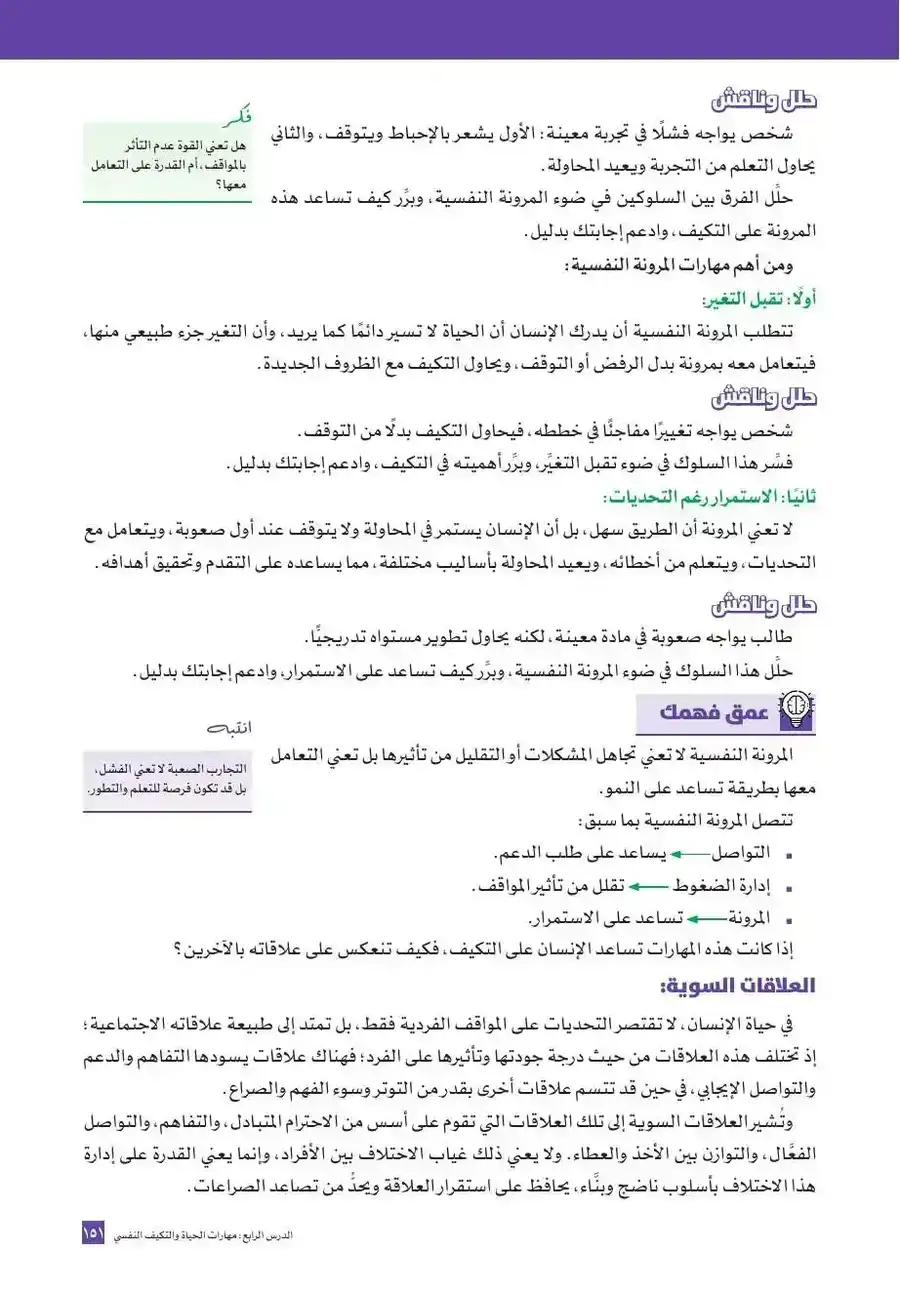 حلل وناقش
شخص يواجه فشلًا في تجربة معينة: الأول يشعر بالإحباط ويتوقف، والثاني
يحاول التعلم من التجربة ويعيد المحاولة.
حلِّل الفرق بين السلوكين في ضوء المرونة النفسية، وبرِّر كيف تساعد هذه
المرونة على التكيف، وادعم إجابتك بدليل.
فكر
هل تعني القوة عدم التأثر
بالمواقف، أم القدرة على التعامل
معها؟
ومن أهم مهارات المرونة النفسية:
أولًا: تقبل التغير:
تتطلب المرونة النفسية أن يدرك الإنسان أن الحياة لا تسير دائمًا كما يريد، وأن التغير جزء طبيعي منها،
فيتعامل معه بمرونة بدل الرفض أو التوقف، ويحاول التكيف مع الظروف الجديدة.
حلل وناقش
شخص يواجه تغييرًا مفاجئًا في خططه، فيحاول التكيف بدلًا من التوقف.
فسِّر هذا السلوك في ضوء تقبل التغيُّر، وبرِّر أهميته في التكيف، وادعم إجابتك بدليل.
ثانيًا: الاستمرار رغم التحديات:
لا تعني المرونة أن الطريق سهل، بل أن الإنسان يستمر في المحاولة ولا يتوقف عند أول صعوبة، ويتعامل مع
التحديات، ويتعلم من أخطائه، ويعيد المحاولة بأساليب مختلفة، مما يساعده على التقدم وتحقيق أهدافه.
حلل وناقش
طالب يواجه صعوبة في مادة معينة، لكنه يحاول تطوير مستواه تدريجيًّا.
حلِّل هذا السلوك في ضوء المرونة النفسية، وبرِّر كيف تساعد على الاستمرار، وادعم إجابتك بدليل.
عمق فهمك
المرونة النفسية لا تعني تجاهل المشكلات أو التقليل من تأثيرها بل تعني التعامل
معها بطريقة تساعد على النمو.
انتبه
التجارب الصعبة لا تعني الفشل،
بل قد تكون فرصة للتعلم والتطور.
تتصل المرونة النفسية بما سبق:
▪ التواصل ← يساعد على طلب الدعم.
▪ إدارة الضغوط ← تقلل من تأثير المواقف.
▪ المرونة ← تساعد على الاستمرار.
إذا كانت هذه المهارات تساعد الإنسان على التكيف، فكيف تنعكس على علاقاته بالآخرين؟
العلاقات السوية:
في حياة الإنسان، لا تقتصر التحديات على المواقف الفردية فقط، بل تمتد إلى طبيعة علاقاته الاجتماعية؛
إذ تختلف هذه العلاقات من حيث درجة جودتها وتأثيرها على الفرد؛ فهناك علاقات يسودها التفاهم والدعم
والتواصل الإيجابي، في حين قد تتسم علاقات أخرى بقدر من التوتر وسوء الفهم والصراع.
وتُشير العلاقات السوية إلى تلك العلاقات التي تقوم على أسس من الاحترام المتبادل، والتفاهم، والتواصل
الفعَّال، والتوازن بين الأخذ والعطاء. ولا يعني ذلك غياب الاختلاف بين الأفراد، وإنما يعني القدرة على إدارة
هذا الاختلاف بأسلوب ناضج وبنَّاء، يحافظ على استقرار العلاقة ويحدُّ من تصاعد الصراعات.
الدرس الرابع: مهارات الحياة والتكيف النفسي ١٥١